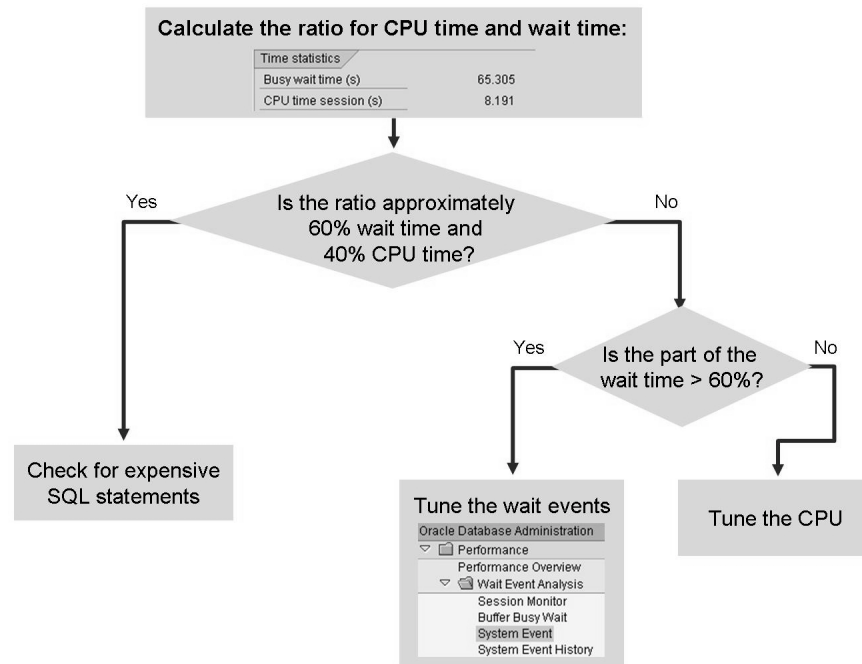 Calculate the ratio for CPU time and wait time:
Time statistics
Busy wait time (s) 65.305
CPU time session (s) 8.191
Yes
Is the ratio approximately
60% wait time and
40% CPU time?
No
Yes
Is the part of the
wait time > 60%?
No
Check for expensive
SQL statements
Tune the wait events
Oracle Database Administration
Performance
Performance Overview
Wait Event Analysis
Session Monitor
Buffer Busy Wait
System Event
System Event History
Tune the CPU